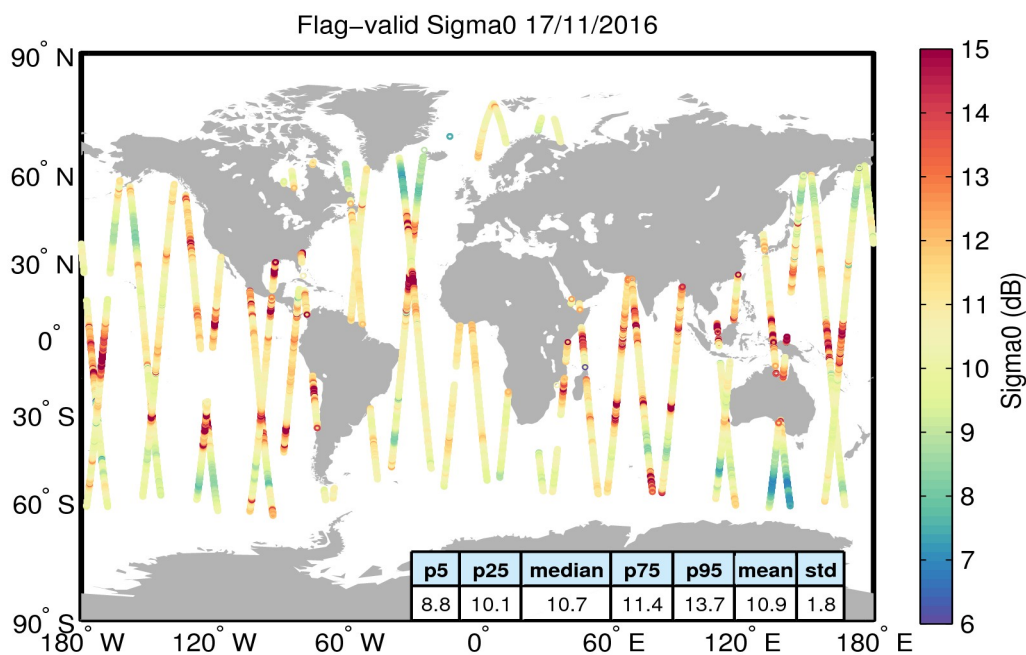 Flag−valid Sigma0 17/11/2016
90° N
60° N
30° N
0°
30° S
60° S
90° S
180° W
120° W
60° W
0°
60° E
120° E
180° E
15
14
13
12
11
10
9
8
7
6
Sigma0 (dB)
p5 p25 median p75 p95 mean std
8.8 10.1 10.7 11.4 13.7 10.9 1.8